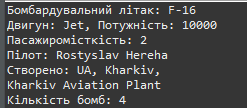 Бомбардувальний літак: F-16
Двигун: Jet, Потужність: 10000
Пасажиромісткість: 2
Пілот: Rostyslav Hereha
Створено: UA, Kharkiv,
Kharkiv Aviation Plant
Кількість бомб: 4